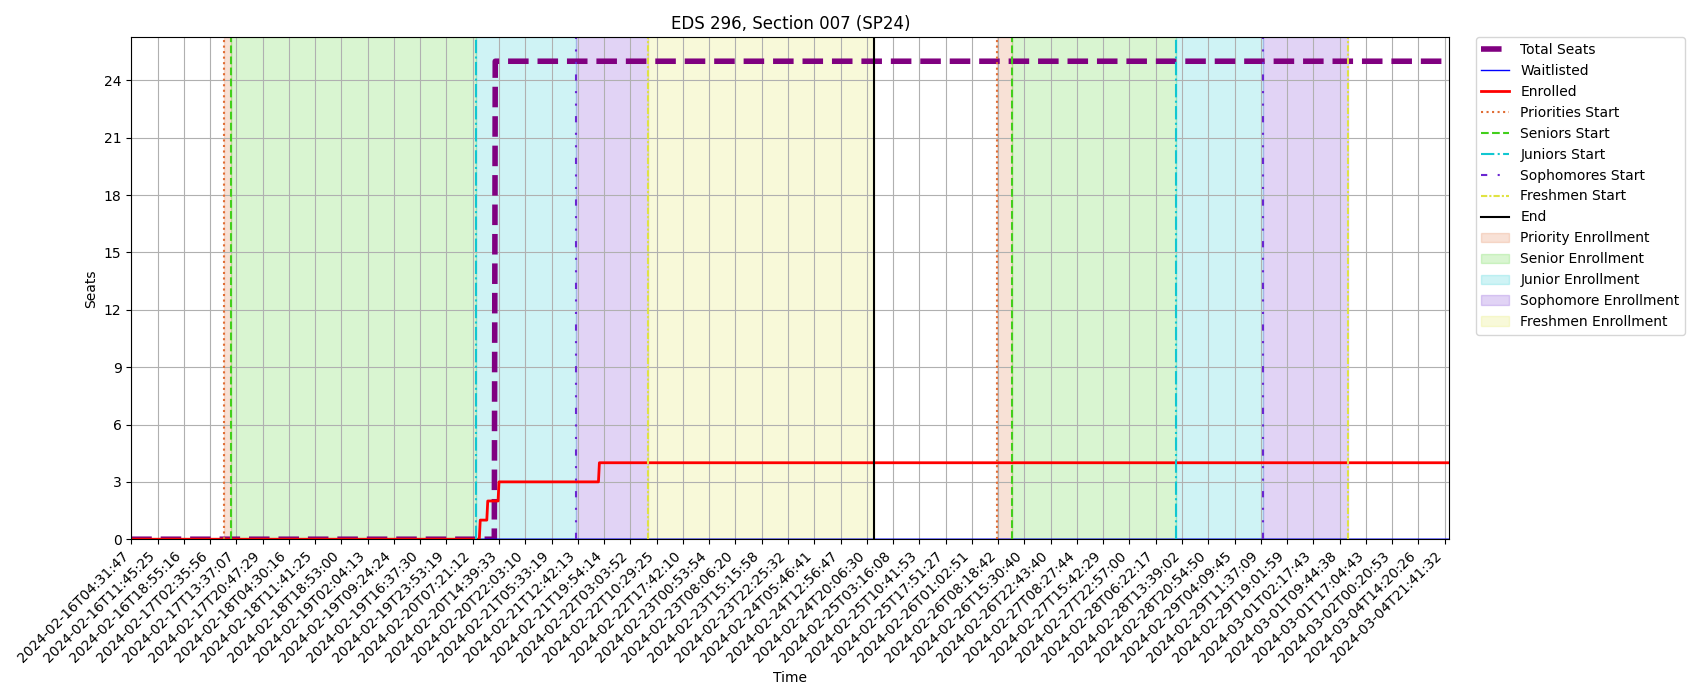 EDS 296, Section 007 (SP24)
Seats
24
21
18
15
12
9
6
3
0
2024-02-16T04:31:47
2024-02-16T11:45:25
2024-02-16T18:55:16
2024-02-17T02:35:56
2024-02-17T13:37:07
2024-02-17T20:47:29
2024-02-18T04:30:16
2024-02-18T11:41:25
2024-02-18T18:53:00
2024-02-19T02:04:13
2024-02-19T09:24:24
2024-02-19T16:37:30
2024-02-19T23:53:19
2024-02-20T07:21:12
2024-02-20T14:39:33
2024-02-20T22:03:10
2024-02-21T05:33:19
2024-02-21T12:42:13
2024-02-21T19:54:14
2024-02-22T03:03:52
2024-02-22T10:29:25
2024-02-22T17:42:10
2024-02-23T00:53:54
2024-02-23T08:06:20
2024-02-23T15:15:58
2024-02-23T22:25:32
2024-02-24T05:46:41
2024-02-24T12:56:47
2024-02-24T20:06:30
2024-02-25T03:16:08
2024-02-25T10:41:53
2024-02-25T17:51:27
2024-02-26T01:02:51
2024-02-26T08:18:42
2024-02-26T15:30:40
2024-02-26T22:43:40
2024-02-27T08:27:44
2024-02-27T15:42:29
2024-02-27T22:57:00
2024-02-28T06:22:17
2024-02-28T13:39:02
2024-02-28T20:54:50
2024-02-29T04:09:45
2024-02-29T11:37:09
2024-02-29T19:01:59
2024-03-01T02:17:43
2024-03-01T09:44:38
2024-03-01T17:04:43
2024-03-02T00:20:53
2024-03-04T14:20:26
2024-03-04T21:41:32
Time
Total Seats
Waitlisted
Enrolled
Priorities Start
Seniors Start
Juniors Start
Sophomores Start
Freshmen Start
End
Priority Enrollment
Senior Enrollment
Junior Enrollment
Sophomore Enrollment
Freshmen Enrollment